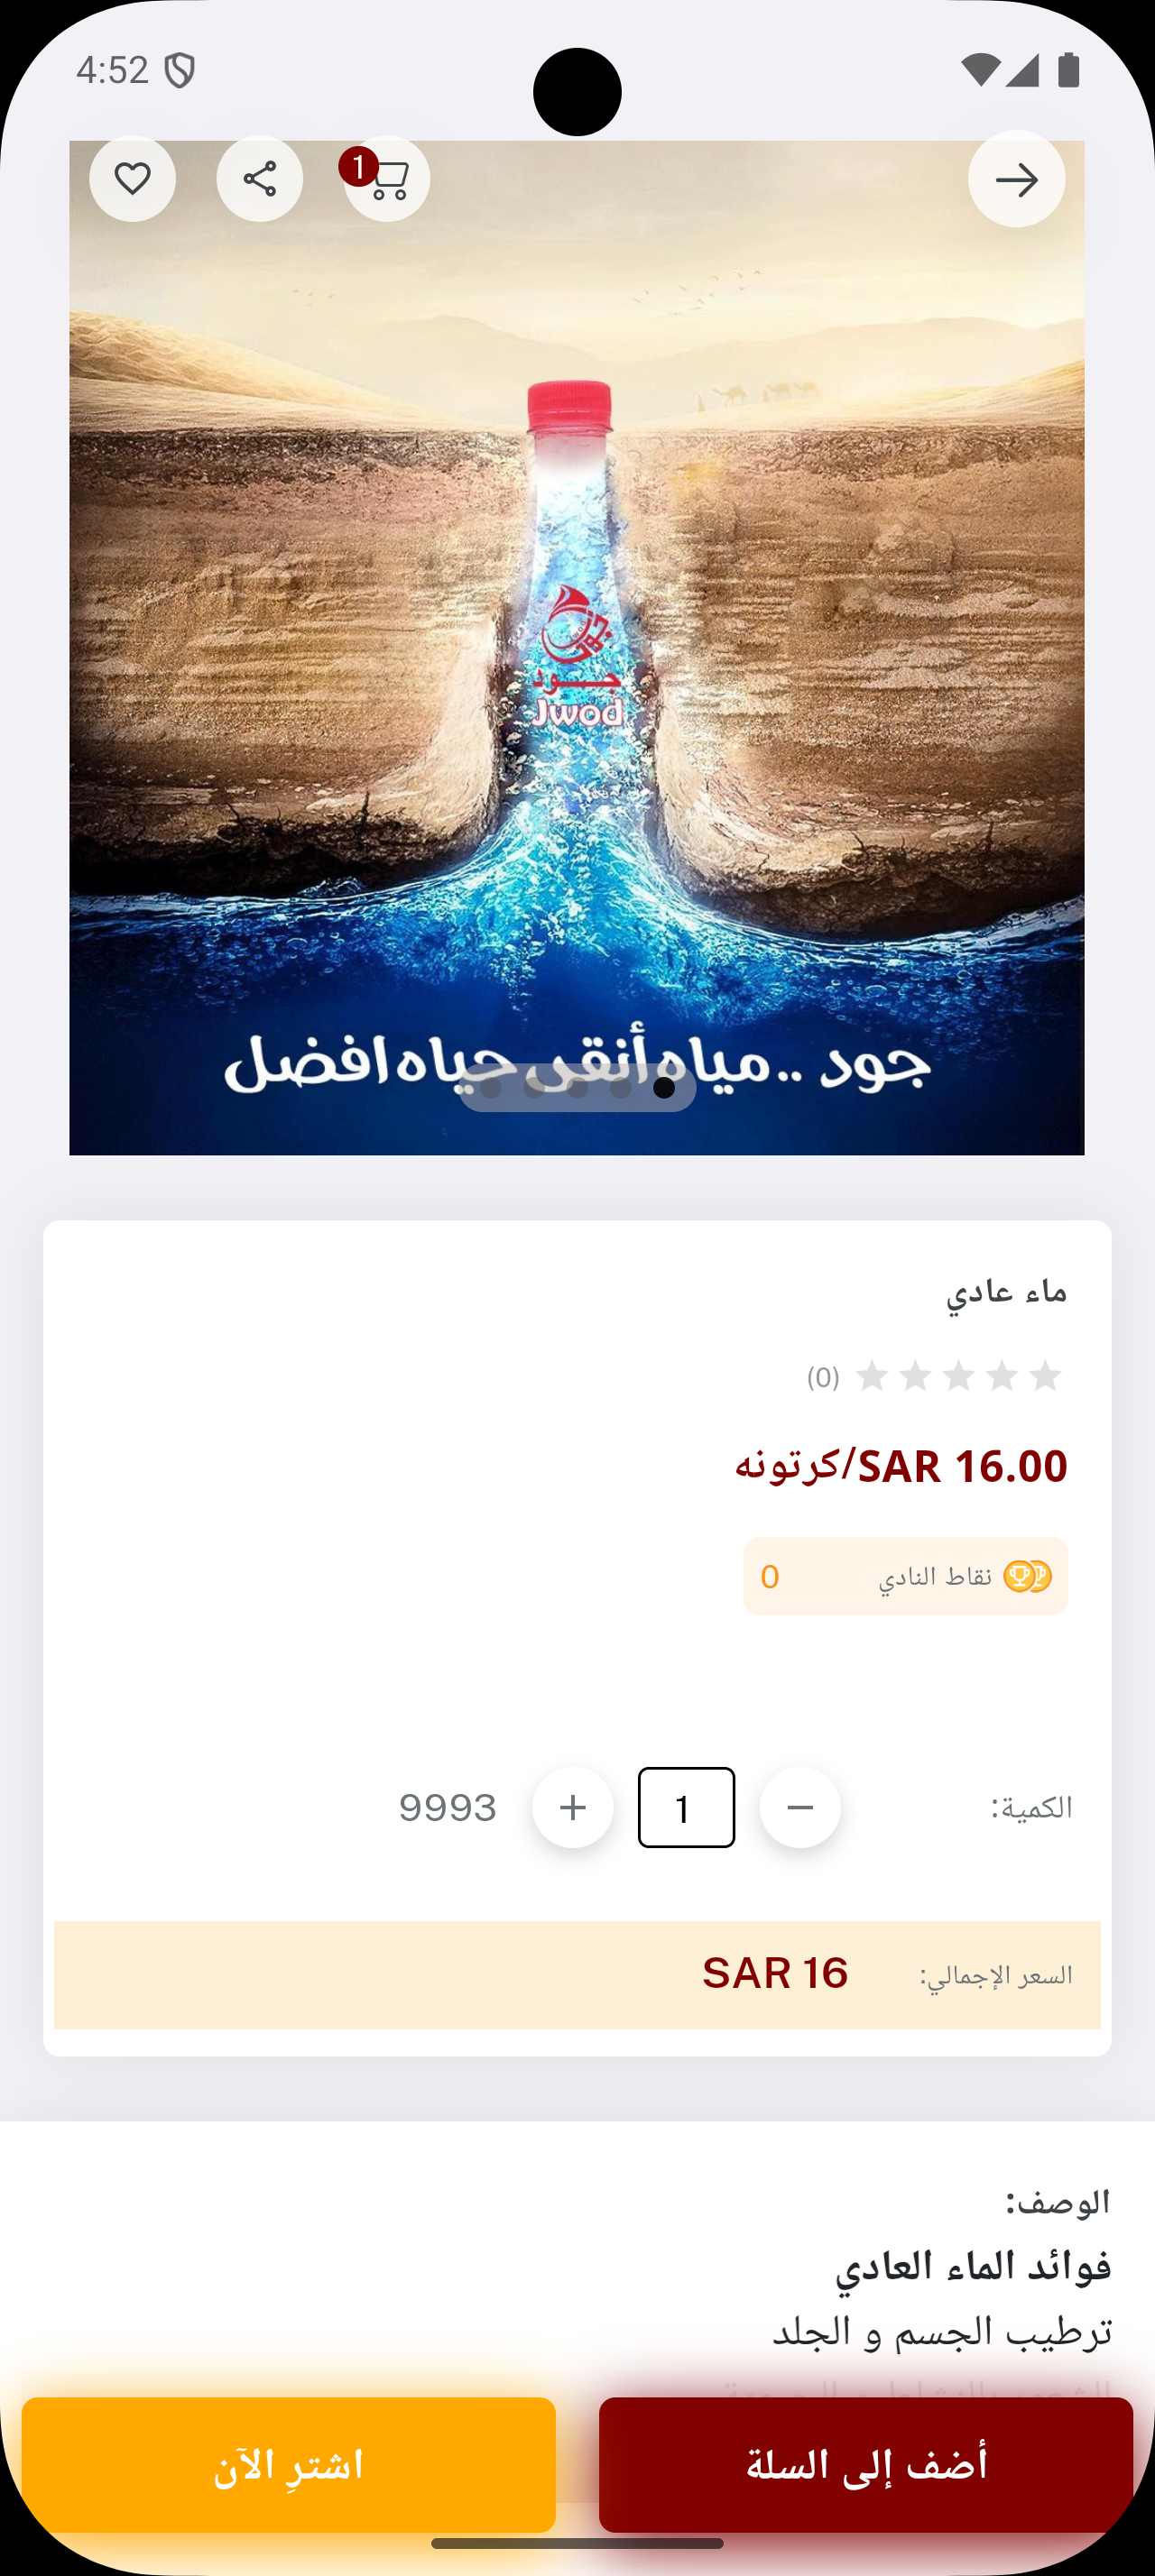 4:52
1
جود
Jwod
جود .. مياه أنقى حياه افضل
ماء عادي
(0)
SAR 16.00/كرتونه
نقاط النادي 0
الكمية: 1 9993
السعر الإجمالي: SAR 16
الوصف:
فوائد الماء العادي
ترطيب الجسم و الجلد
أضف إلى السلة
اشترِ الآن